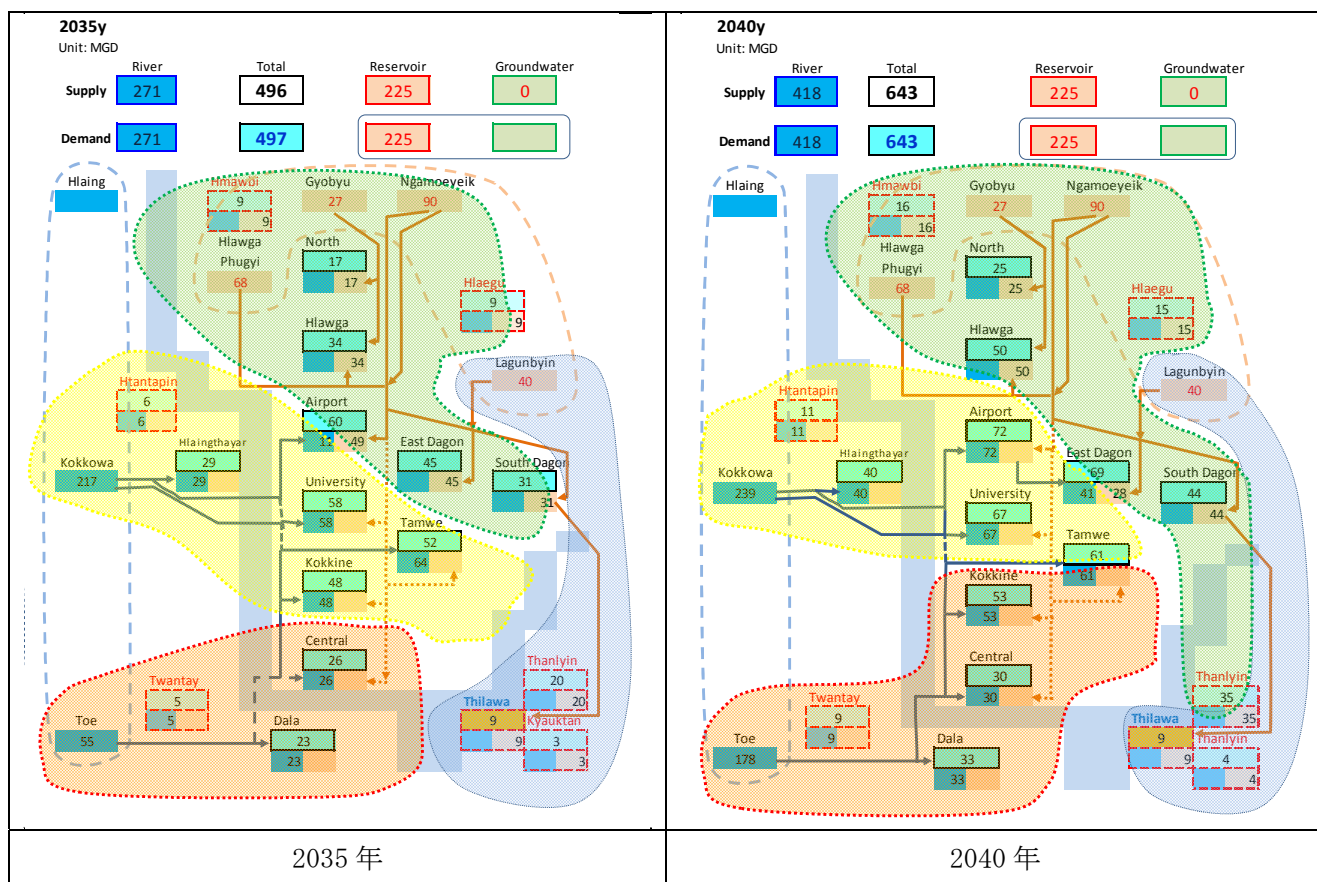 2035y
Unit: MGD
River Total Reservoir Groundwater
Supply 271 496 225 0
Demand 271 497 225
Hlaing
Hmawbi Gyobyu Ngamoeyeik
9 27 90
9
Hlawga North
Phugyi 17
68 17
Hlaegu
9
9
Hlawga
34
34
Lagunbyin
40
Htantapin
6
6
Airport
60
11 49
Hlaingthayar
29
29
Kokkowa
217
East Dagon
45
45
South Dagon
31
31
University
58
58
Tamwe
52
64
Kokkine
48
48
Central
26
26
Twantay
5
5
Toe
55
Dala
23
23
Thanlyin
20
20
Thilawa
9
9
Kyauktan
3
3
2035 年
2040y
Unit: MGD
River Total Reservoir Groundwater
Supply 418 643 225 0
Demand 418 643 225
Hlaing
Hmawbi Gyobyu Ngamoeyeik
16 27 90
16
Hlawga North
Phugyi 25
68 25
Hlaegu
15
15
Hlawga
50
50
Lagunbyin
40
Htantapin
11
11
Airport
72
72
Hlaingthayar
40
40
Kokkowa
239
East Dagon
69
41 28
South Dagon
44
44
University
67
67
Tamwe
61
61
Kokkine
53
53
Central
30
30
Twantay
9
9
Toe
178
Dala
33
33
Thanlyin
35
35
Thilawa
9
9
Thanlyin
4
4
2040 年